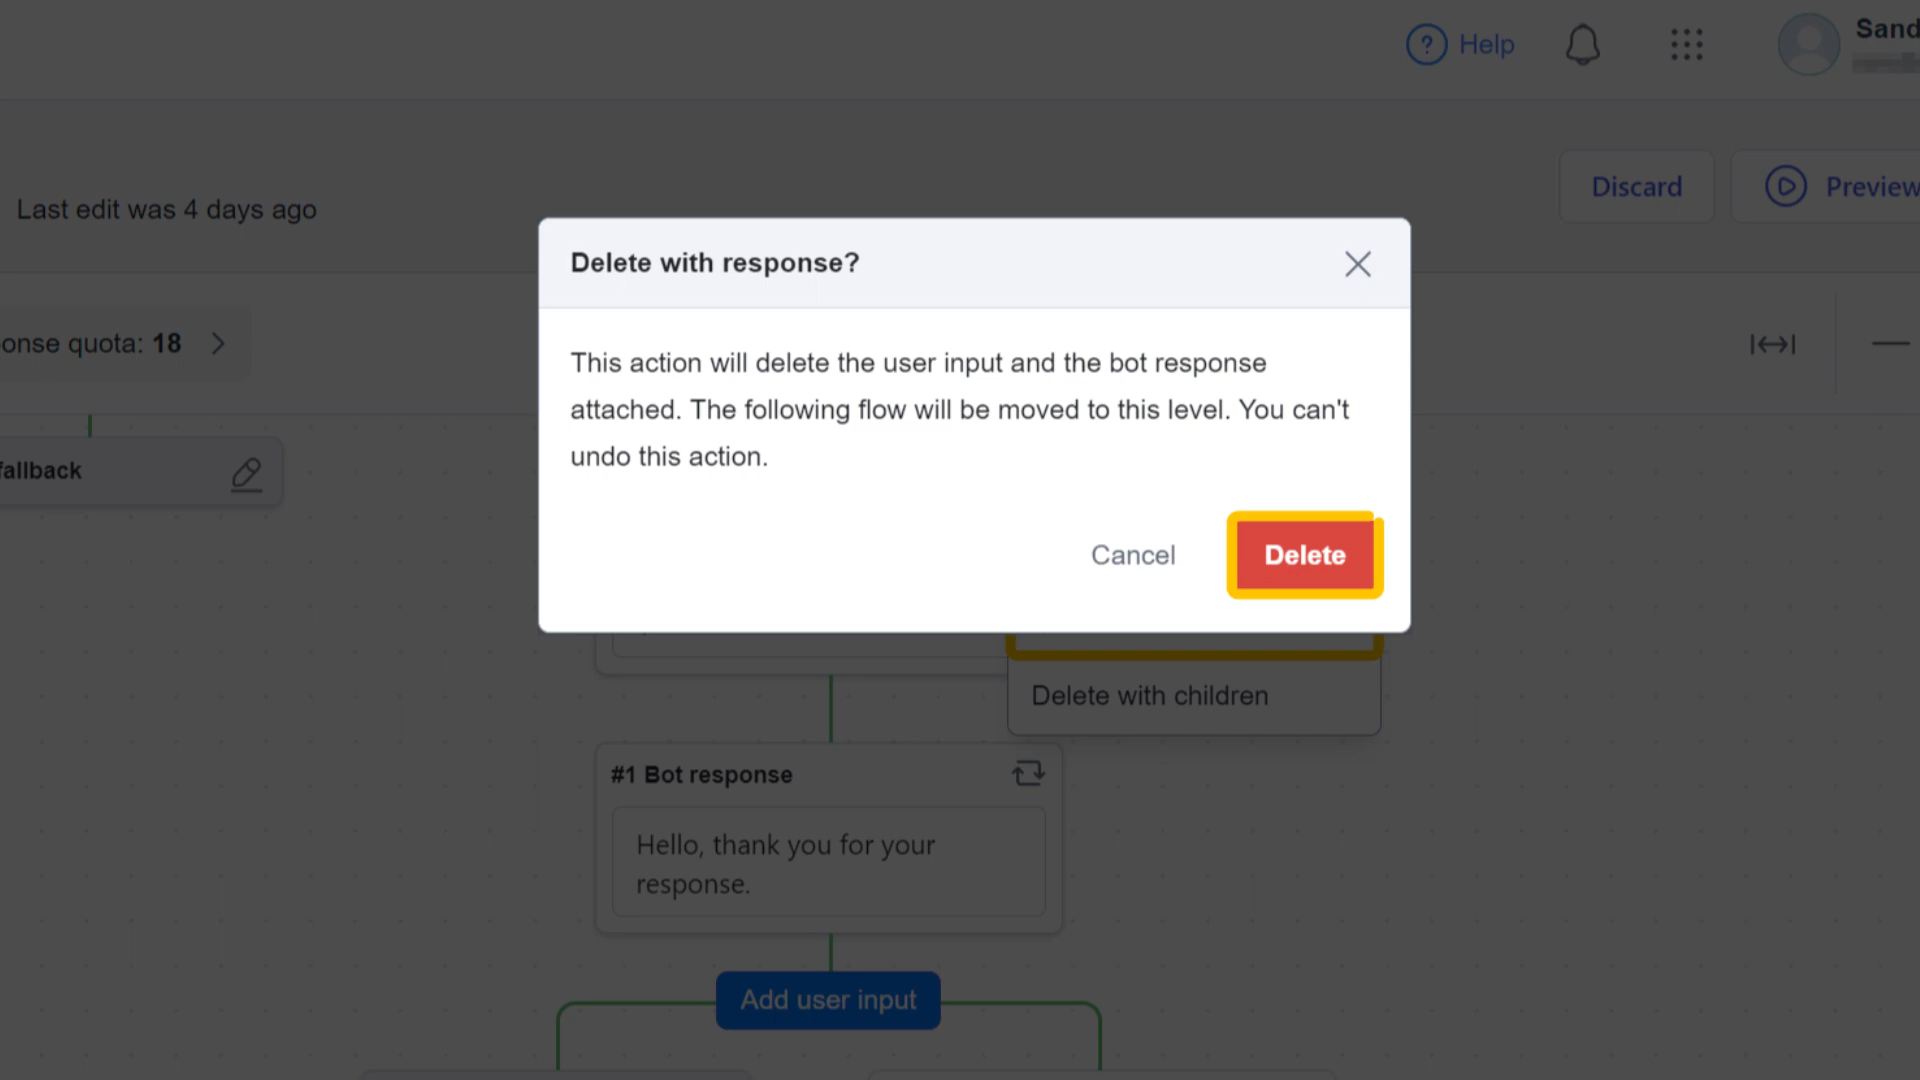 Help
Sand
Last edit was 4 days ago
Discard
Preview
Delete with response?
onse quota: 18
This action will delete the user input and the bot response
attached. The following flow will be moved to this level. You can't
undo this action.
fallback
Cancel
Delete
Delete with children
#1 Bot response
Hello, thank you for your
response.
Add user input